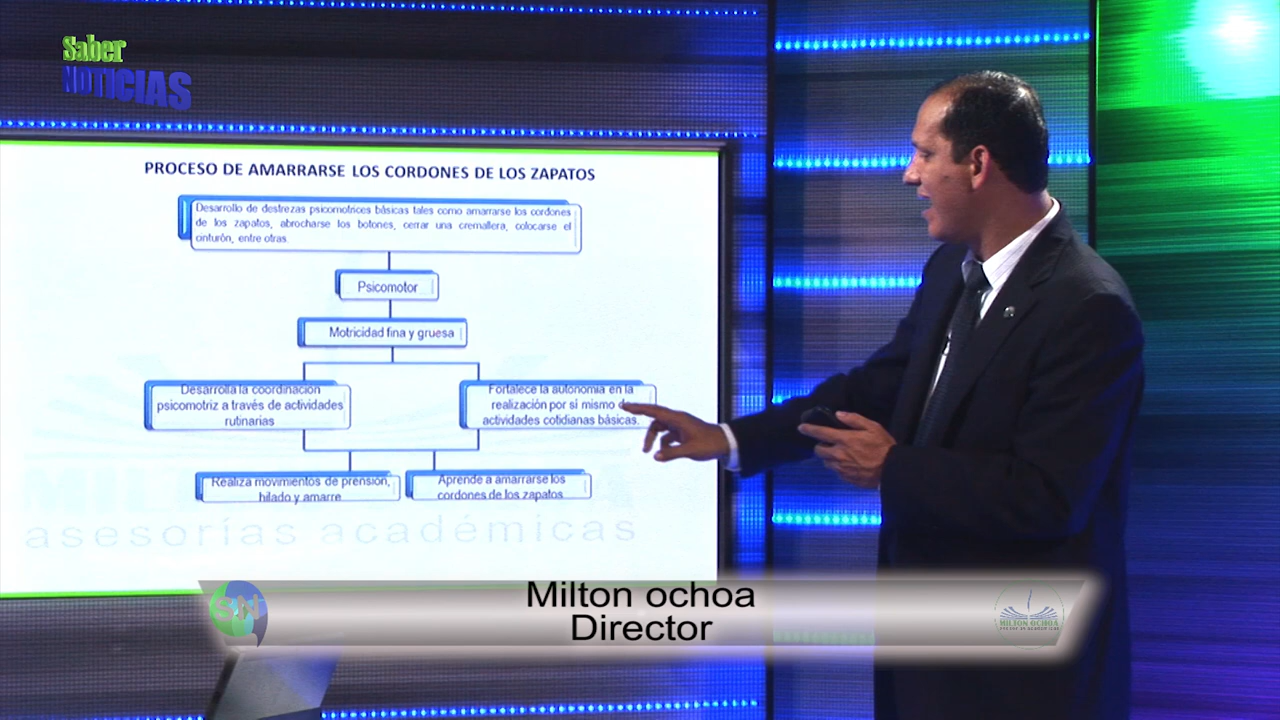 Saber
NOTICIAS
PROCESO DE AMARRARSE LOS CORDONES DE LOS ZAPATOS
Desarrollo de destrezas psicomotrices básicas tales como amarrarse los cordones
de los zapatos, abrocharse los botones, cerrar una cremallera, colocarse el
cinturón, entre otras.
Psicomotor
Motricidad fina y gruesa
Desarrolla la coordinación
psicomotriz a través de actividades
rutinarias
Fortalece la autonomía en la
realización por sí mismo de
actividades cotidianas básicas.
Realiza movimientos de prensión,
hilado y amarre
Aprende a amarrarse los
cordones de los zapatos
asesorías académicas
SN
Milton ochoa
Director
MILTON OCHOA